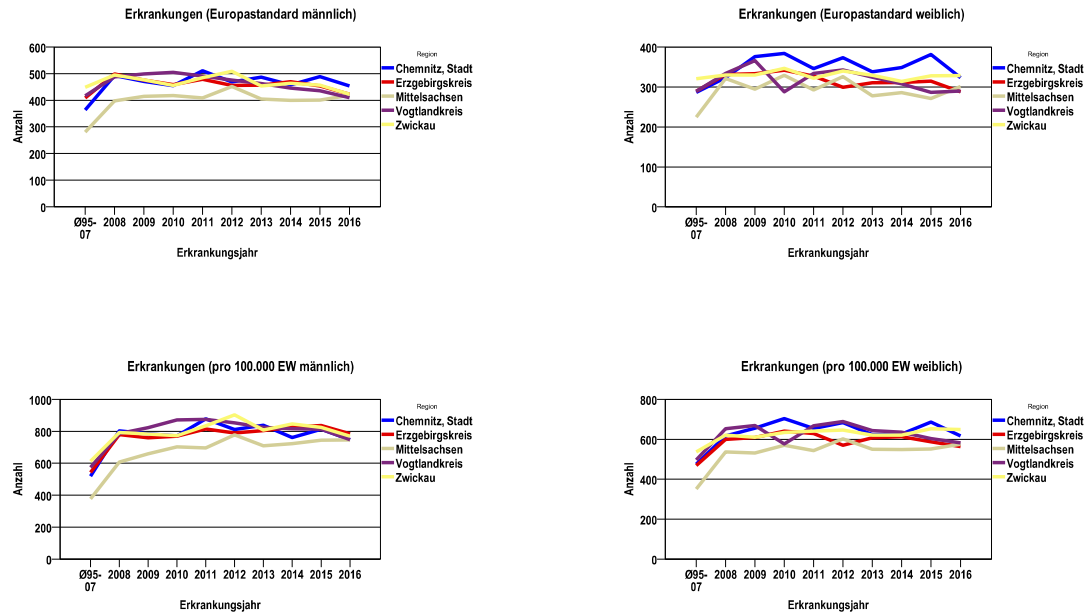 Erkrankungen (Europastandard männlich)
600
500
400
300
200
100
0
Anzahl
Ø95-07 2008 2009 2010 2011 2012 2013 2014 2015 2016
Erkrankungsjahr
Region
Chemnitz, Stadt
Erzgebirgskreis
Mittelsachsen
Vogtlandkreis
Zwickau
Erkrankungen (Europastandard weiblich)
400
300
200
100
0
Anzahl
Ø95-07 2008 2009 2010 2011 2012 2013 2014 2015 2016
Erkrankungsjahr
Region
Chemnitz, Stadt
Erzgebirgskreis
Mittelsachsen
Vogtlandkreis
Zwickau
Erkrankungen (pro 100.000 EW männlich)
1000
800
600
400
200
0
Anzahl
Ø95-07 2008 2009 2010 2011 2012 2013 2014 2015 2016
Erkrankungsjahr
Region
Chemnitz, Stadt
Erzgebirgskreis
Mittelsachsen
Vogtlandkreis
Zwickau
Erkrankungen (pro 100.000 EW weiblich)
800
600
400
200
0
Anzahl
Ø95-07 2008 2009 2010 2011 2012 2013 2014 2015 2016
Erkrankungsjahr
Region
Chemnitz, Stadt
Erzgebirgskreis
Mittelsachsen
Vogtlandkreis
Zwickau